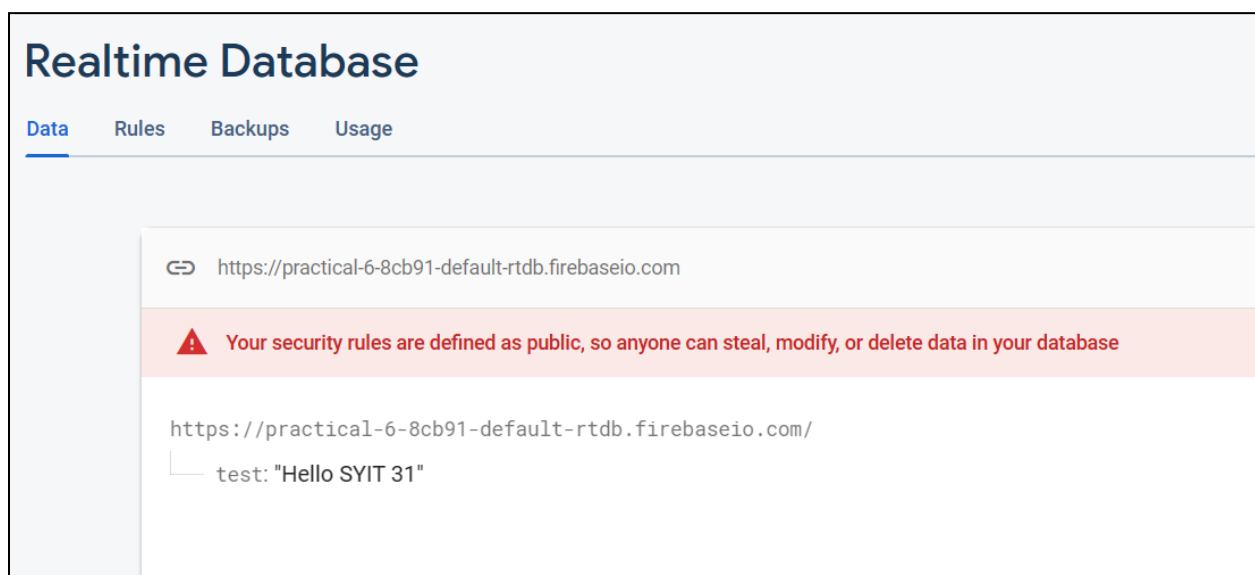 Realtime Database
Data Rules Backups Usage
https://practical-6-8cb91-default-rtdb.firebaseio.com
Your security rules are defined as public, so anyone can steal, modify, or delete data in your database
https://practical-6-8cb91-default-rtdb.firebaseio.com/
test: "Hello SYIT 31"